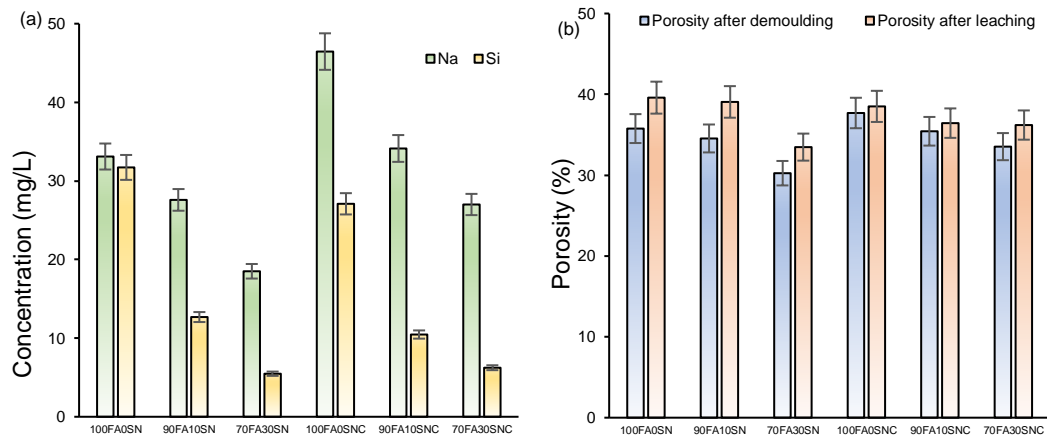 (a)
Concentration (mg/L)
50
40
30
20
10
0
Na Si
100FA0SN 90FA10SN 70FA30SN 100FA0SNC 90FA10SNC 70FA30SNC
(b)
Porosity (%)
50
40
30
20
10
0
Porosity after demoulding Porosity after leaching
100FA0SN 90FA10SN 70FA30SN 100FA0SNC 90FA10SNC 70FA30SNC